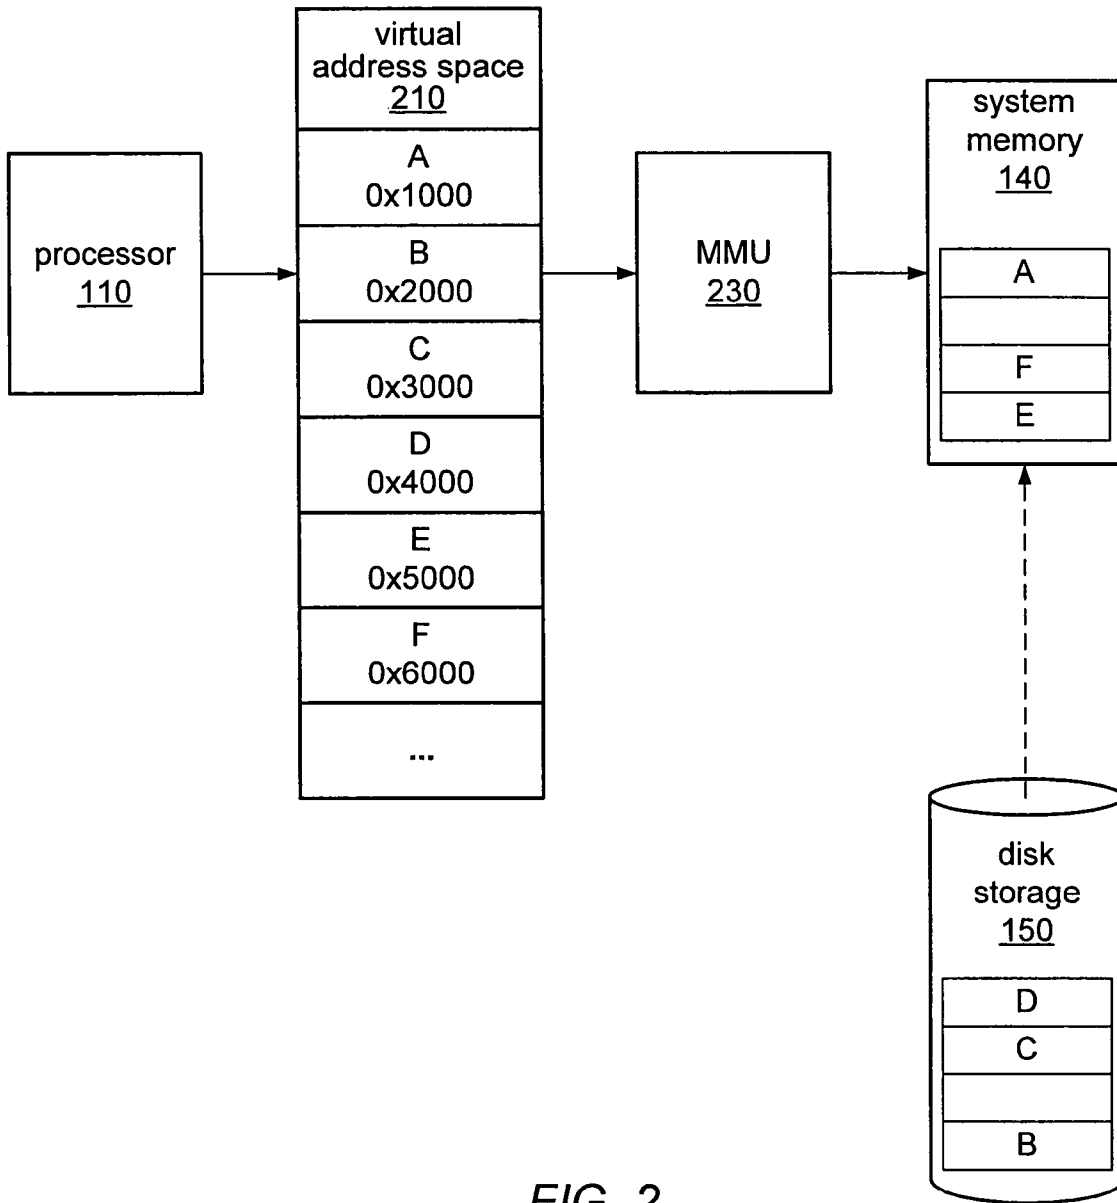 virtual
address space
210
A
0x1000
B
0x2000
C
0x3000
D
0x4000
E
0x5000
F
0x6000
...
processor
110
MMU
230
system
memory
140
A
F
E
disk
storage
150
D
C
B
FIG. 2